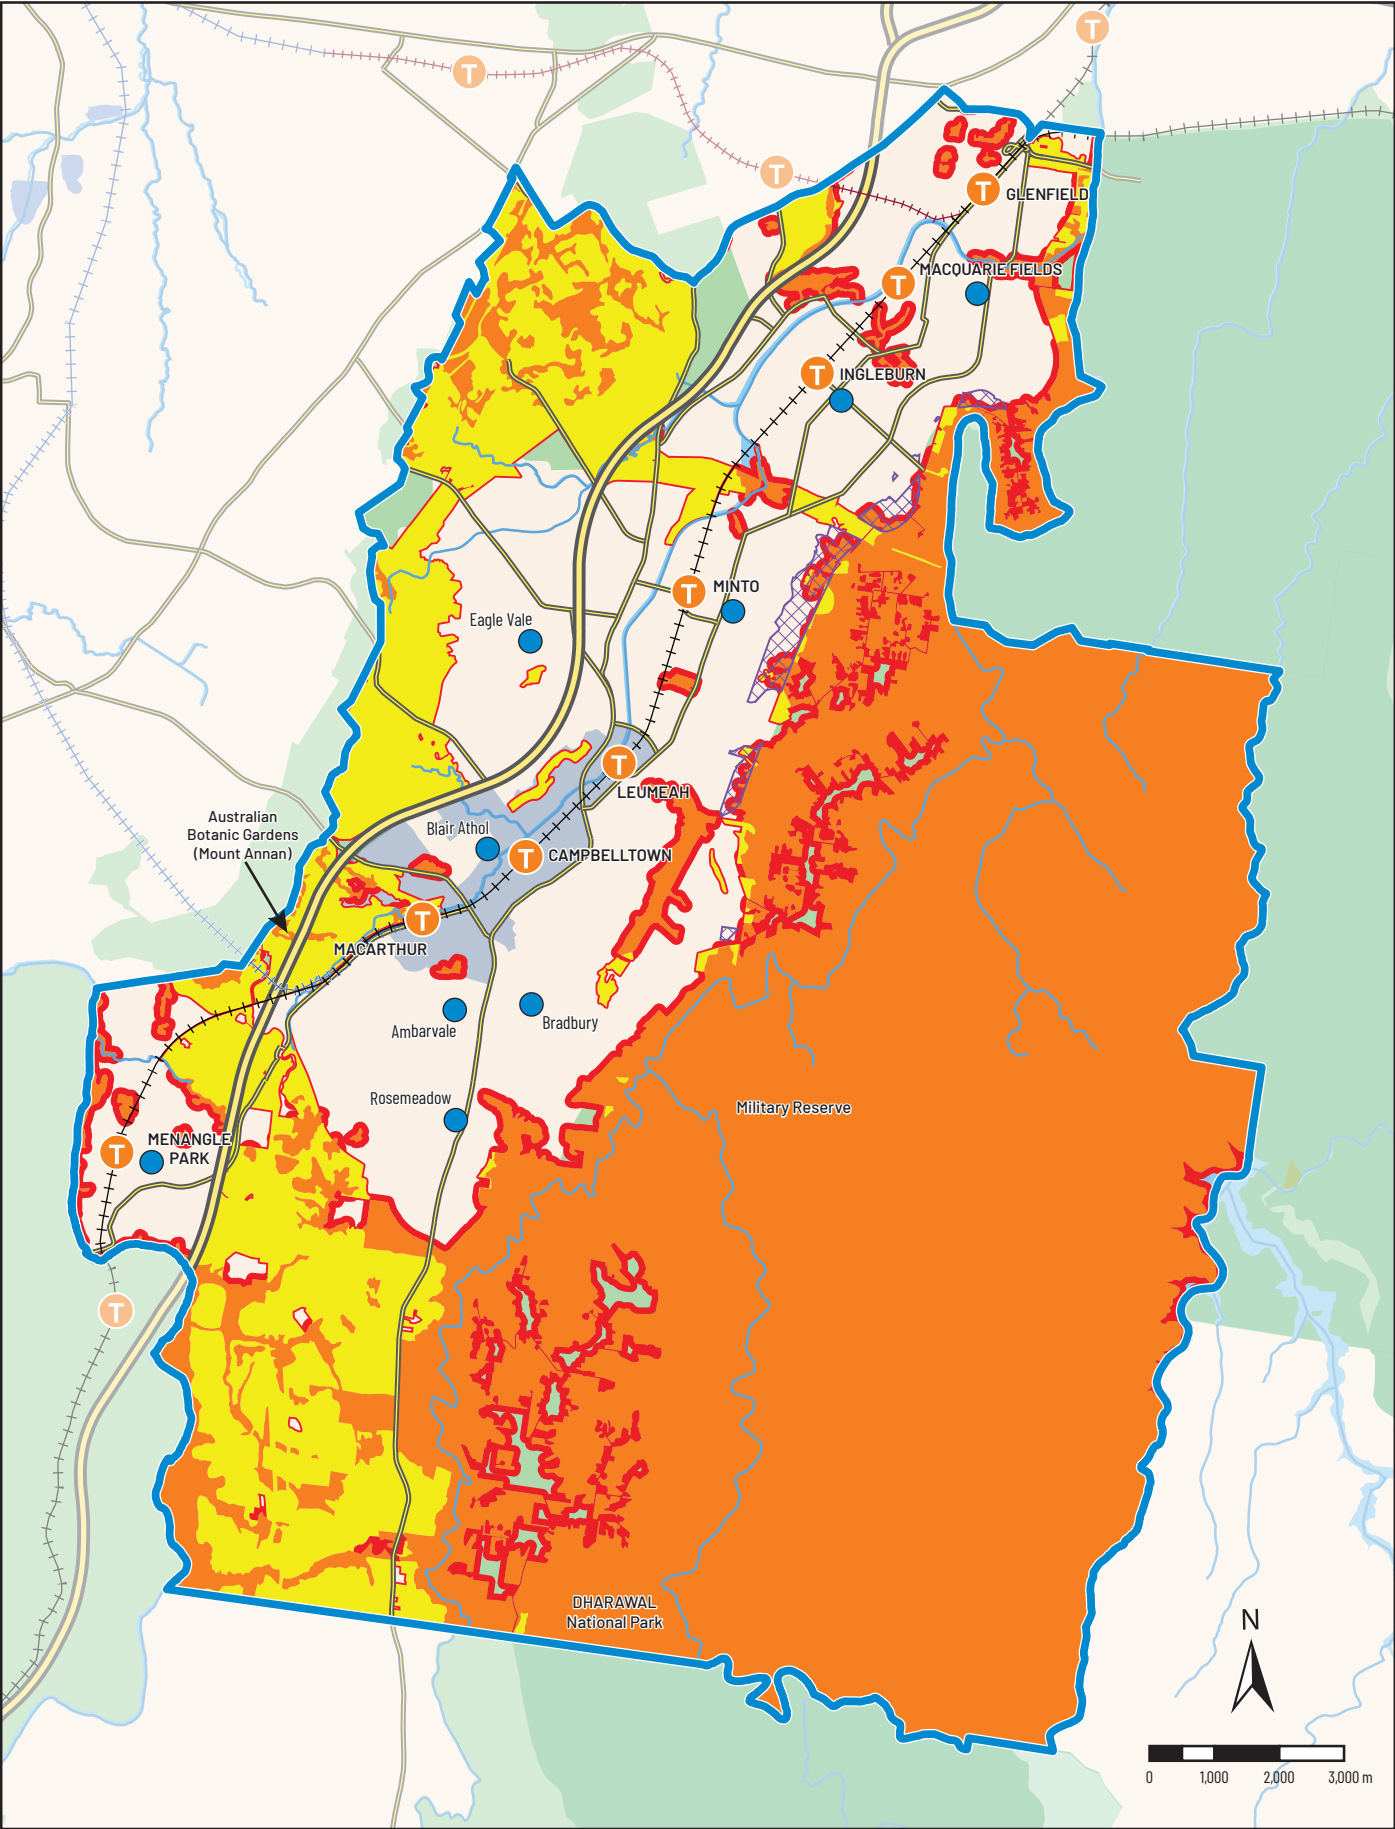 T
T
T
T
GLENFIELD
T
MACQUARIE FIELDS
T
INGLEBURN
T
MINTO
Eagle Vale
T
LEUMEAH
Australian
Botanic Gardens
(Mount Annan)
Blair Athol
T
CAMPBELLTOWN
T
MACARTHUR
Ambarvale
Bradbury
Rosemeadow
Military Reserve
T
MENANGLE
PARK
T
DHARAWAL
National Park
N
0 1,000 2,000 3,000 m